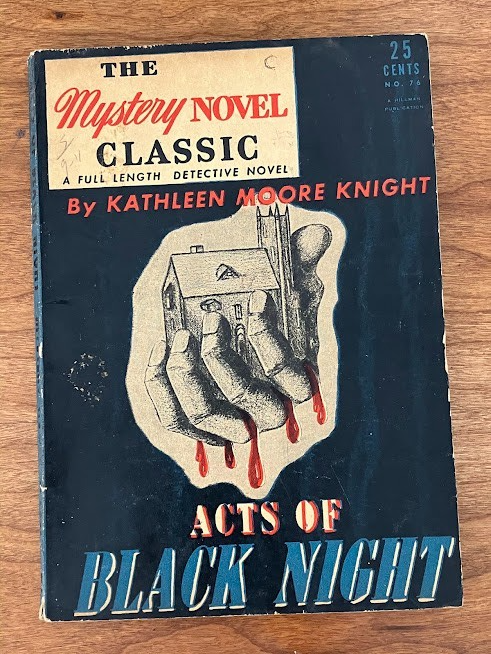 THE
Mystery NOVEL
CLASSIC
A FULL LENGTH DETECTIVE NOVEL
25
CENTS
NO. 76
A HILLMAN
PUBLICATION
By KATHLEEN MOORE KNIGHT
ACTS OF
BLACK NIGHT